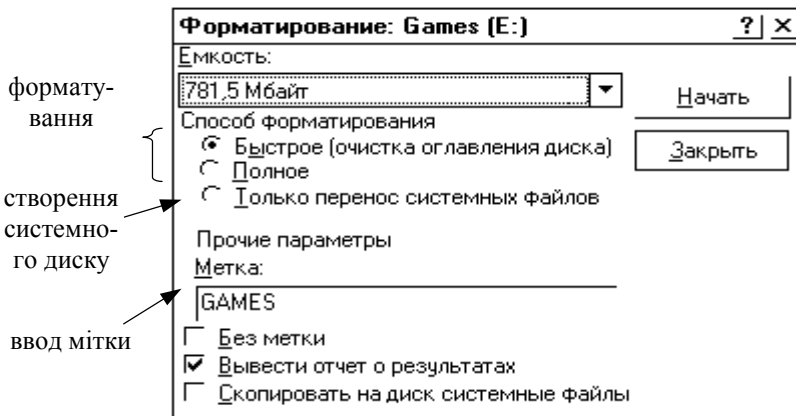 Форматирование: Games (E:)
? ×
Емкость:
781,5 Мбайт
Начать
Способ форматирования
Закрыть
Быстрое (очистка оглавления диска)
Полное
Только перенос системных файлов
Прочие параметры
Метка:
GAMES
Без метки
Вывести отчет о результатах
Скопировать на диск системные файлы
формату-
вання
створення
системно-
го диску
ввод мітки